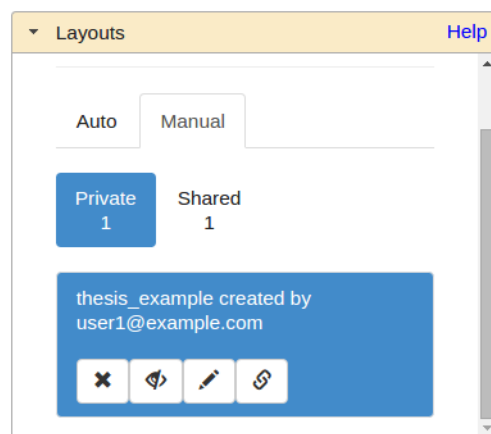 Layouts Help
Auto Manual
Private Shared
1 1
thesis_example created by
user1@example.com